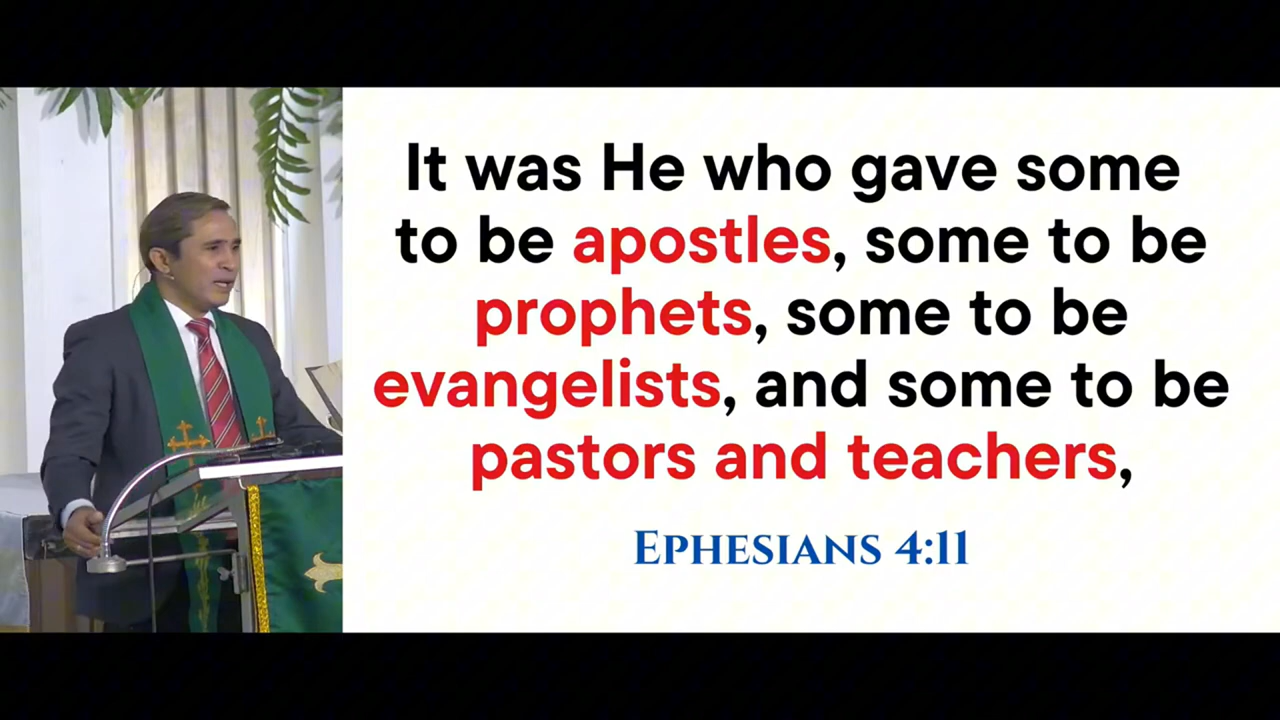 It was He who gave some
to be apostles, some to be
prophets, some to be
evangelists, and some to be
pastors and teachers,
EPHESIANS 4:11